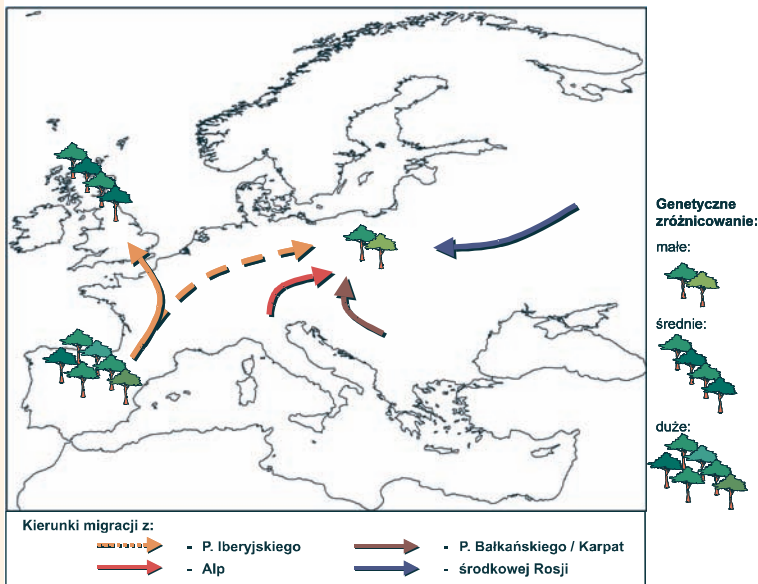 Genetyczne
zróżnicowanie:
małe:
średnie:
duże:
Kierunki migracji z:
- P. Iberyjskiego
- P. Bałkańskiego / Karpat
- Alp
- środkowej Rosji